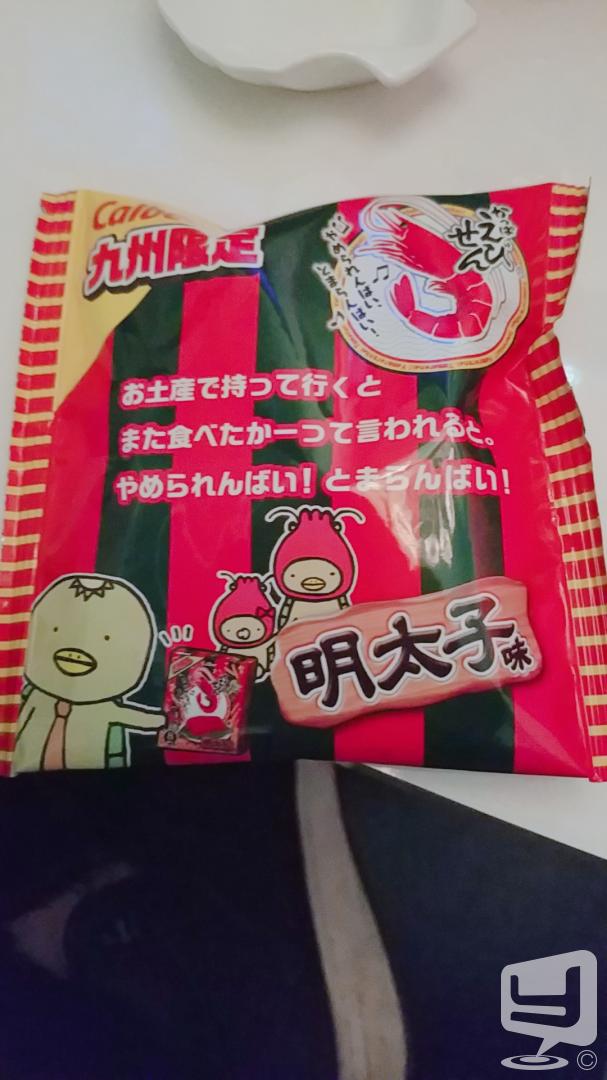 Calbee
九州限定
かっぱえびせん
やめられんばい、
とまらんばい…
お土産で持って行くと
また食べたかーって言われると。
やめられんばい！とまらんばい！
明太子味